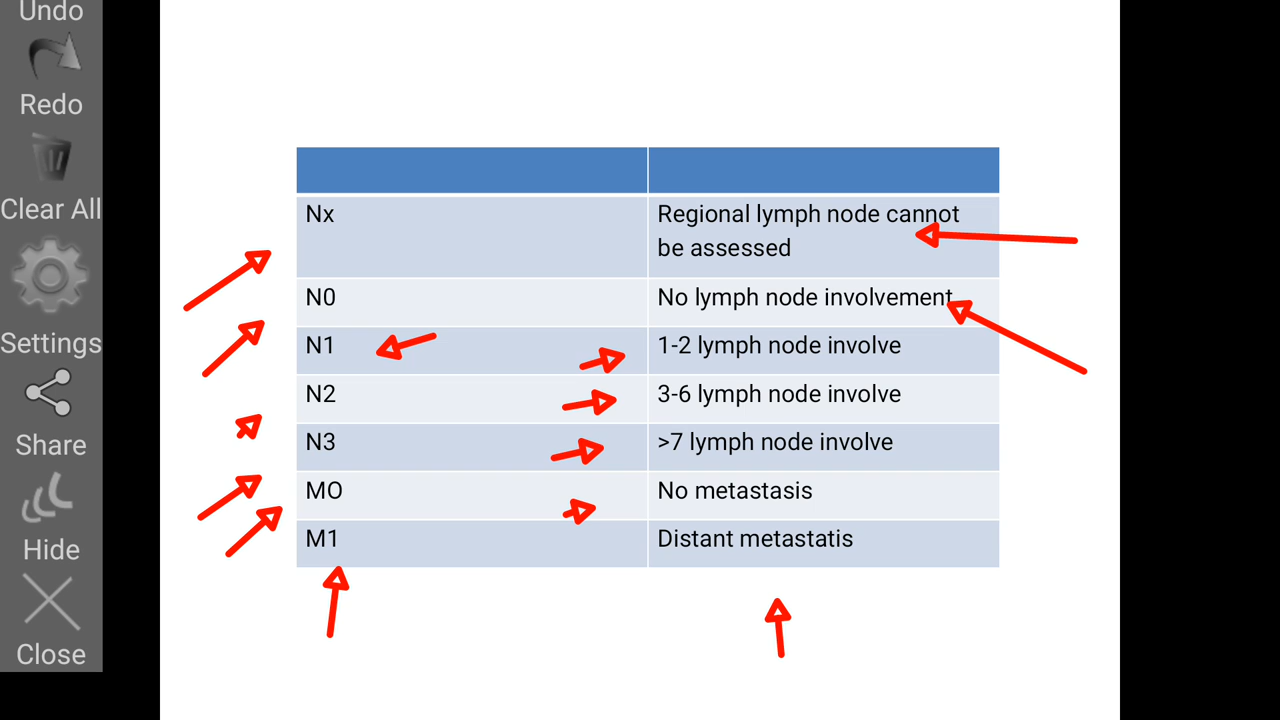 Undo
Redo
Clear All
Settings
Share
Hide
Close
Nx
Regional lymph node cannot
be assessed
N0
No lymph node involvement
N1
1-2 lymph node involve
N2
3-6 lymph node involve
N3
>7 lymph node involve
MO
No metastasis
M1
Distant metastatis